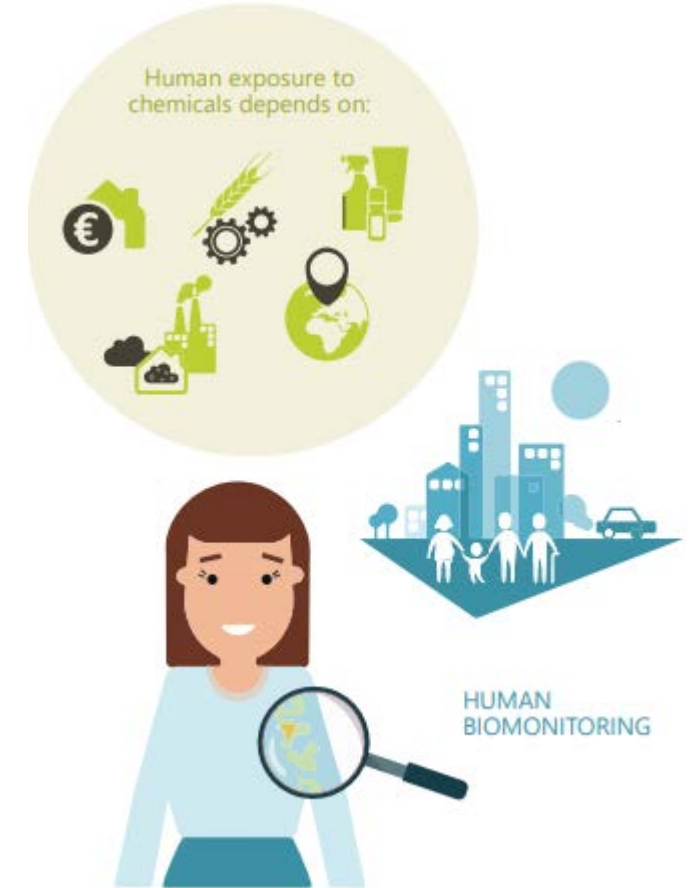 Human exposure to
chemicals depends on:
€
HUMAN
BIOMONITORING